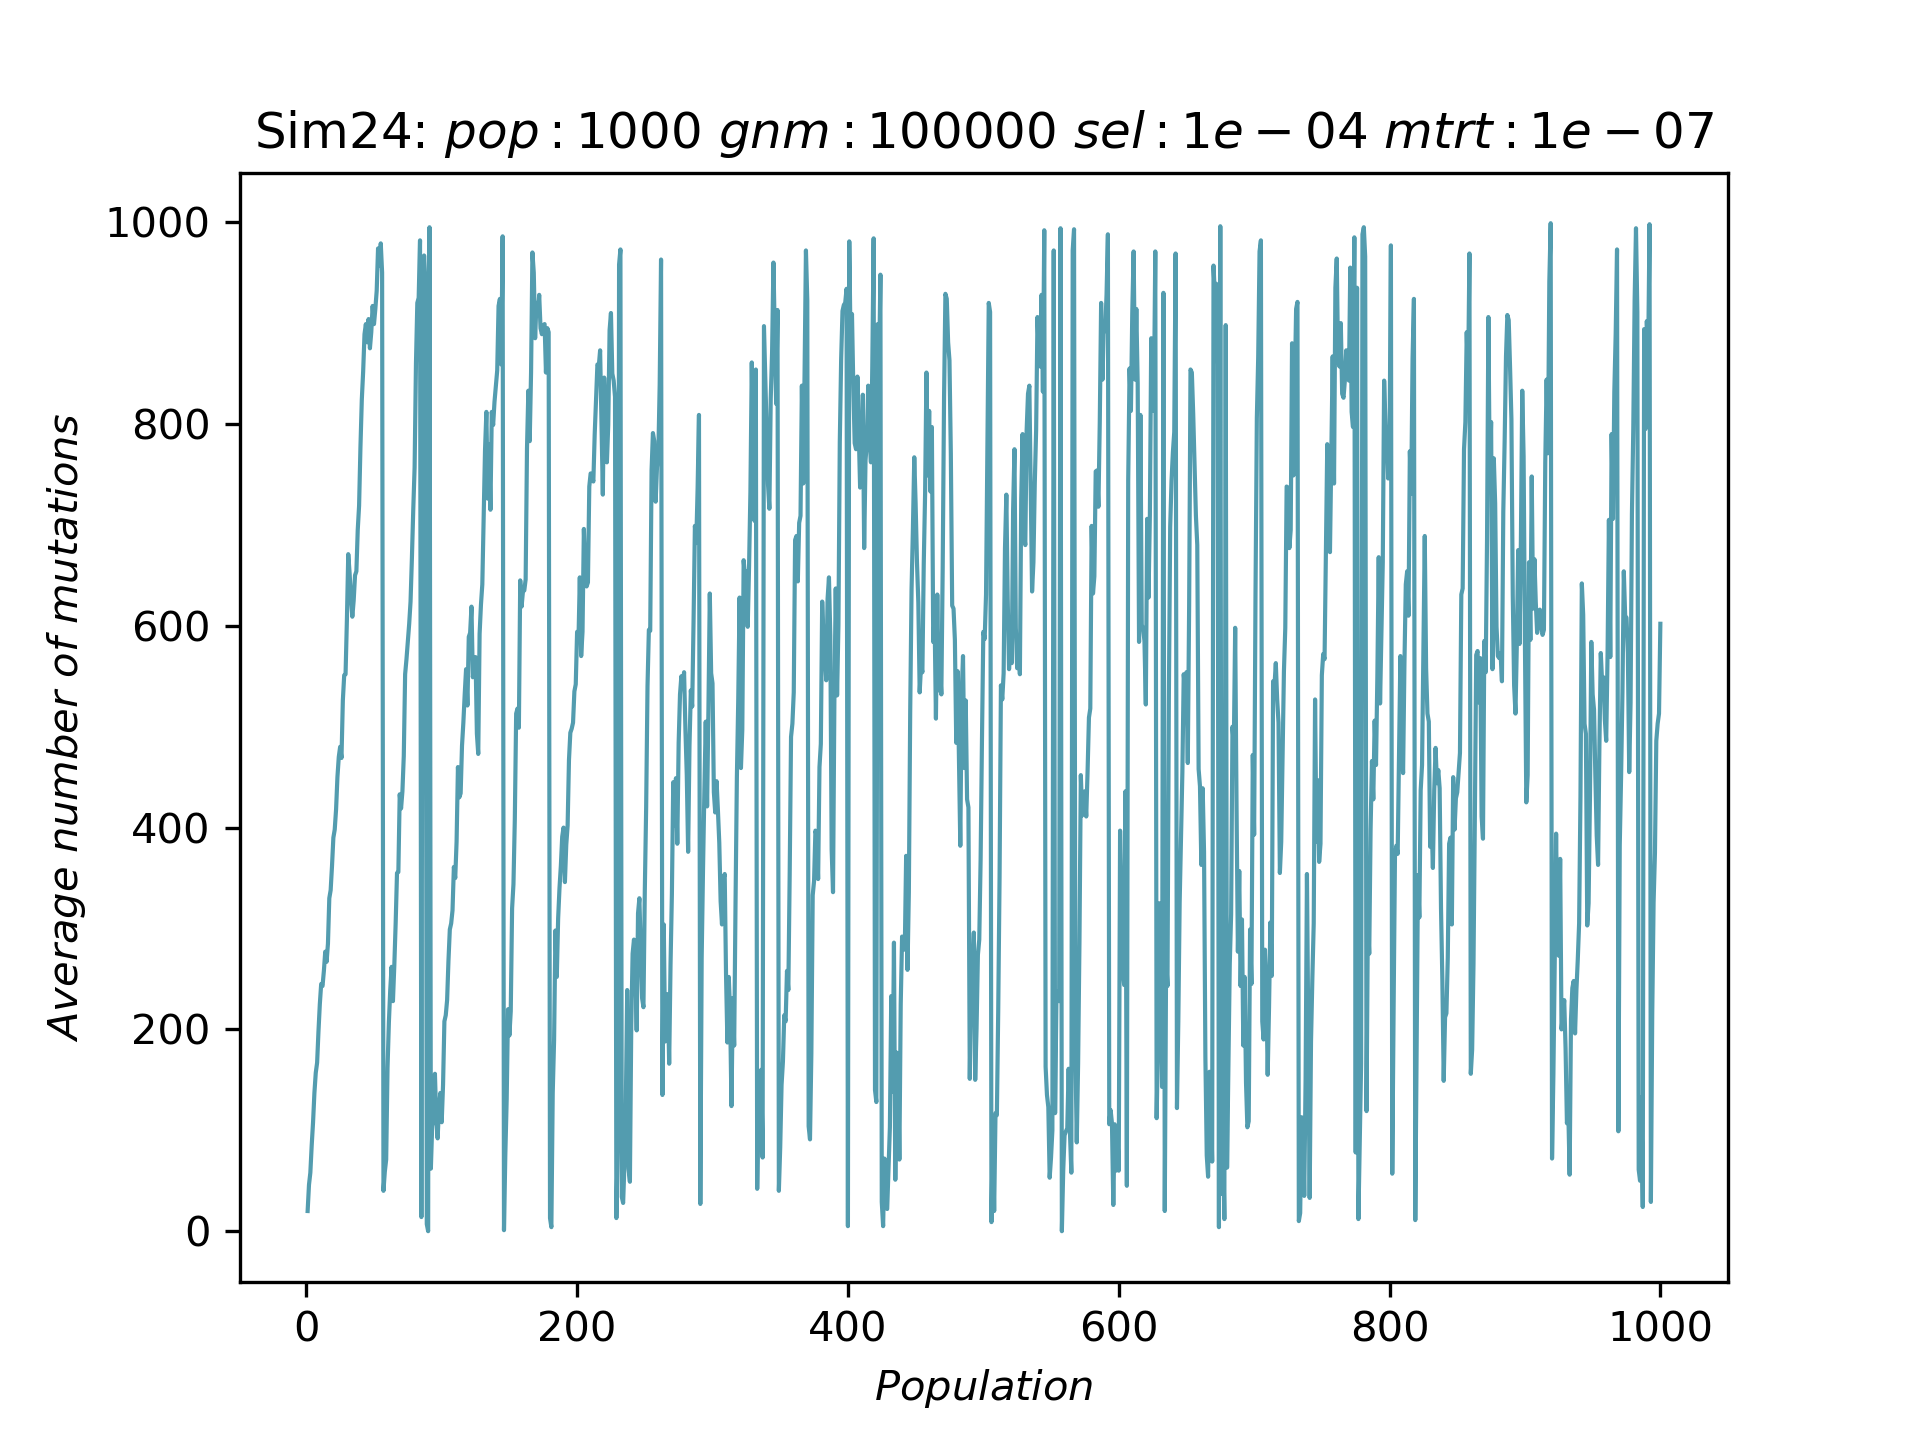 Sim24: pop : 1000 gnm : 100000 sel : 1e − 04 mtrt : 1e − 07
1000
800
600
400
200
0
Average number of mutations
0 200 400 600 800 1000
Population